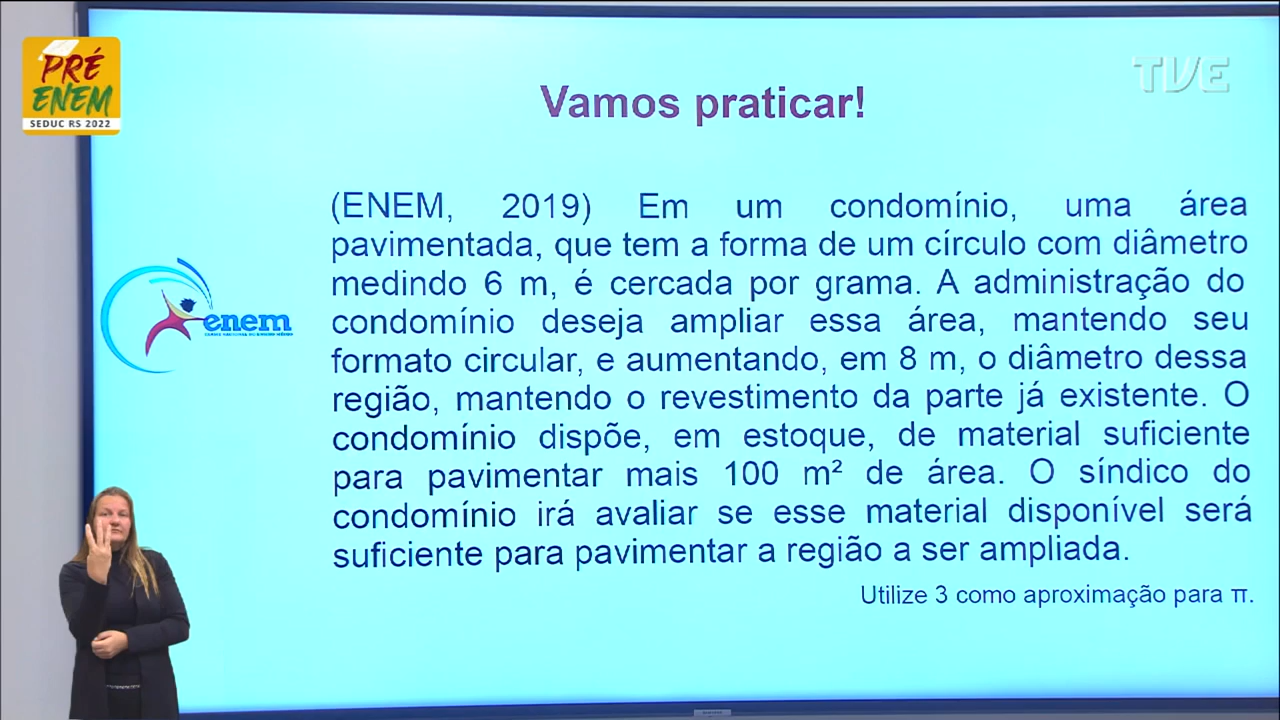 PRÉ
ENEM
SEDUC RS 2022
TVE
Vamos praticar!
(ENEM, 2019) Em um condomínio, uma área
pavimentada, que tem a forma de um círculo com diâmetro
medindo 6 m, é cercada por grama. A administração do
condomínio deseja ampliar essa área, mantendo seu
formato circular, e aumentando, em 8 m, o diâmetro dessa
região, mantendo o revestimento da parte já existente. O
condomínio dispõe, em estoque, de material suficiente
para pavimentar mais 100 m² de área. O síndico do
condomínio irá avaliar se esse material disponível será
suficiente para pavimentar a região a ser ampliada.
Utilize 3 como aproximação para π.
enem